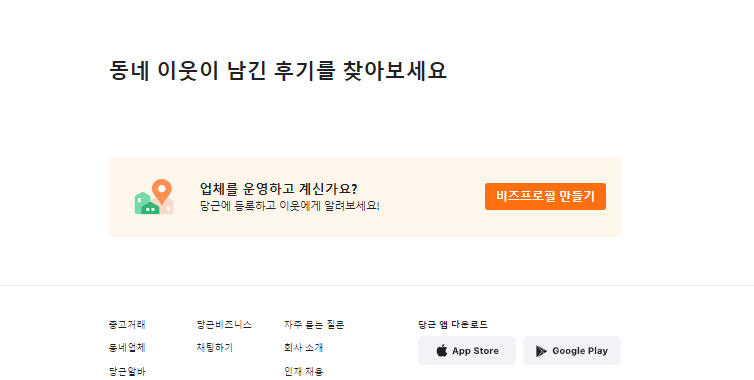 동네 이웃이 남긴 후기를 찾아보세요
업체를 운영하고 계신가요?
당근에 등록하고 이웃에게 알려보세요!
비즈프로필 만들기
중고거래
당근비즈니스
자주 묻는 질문
당근 앱 다운로드
동네업체
채팅하기
회사 소개
App Store
Google Play
당근알바
인재 채용